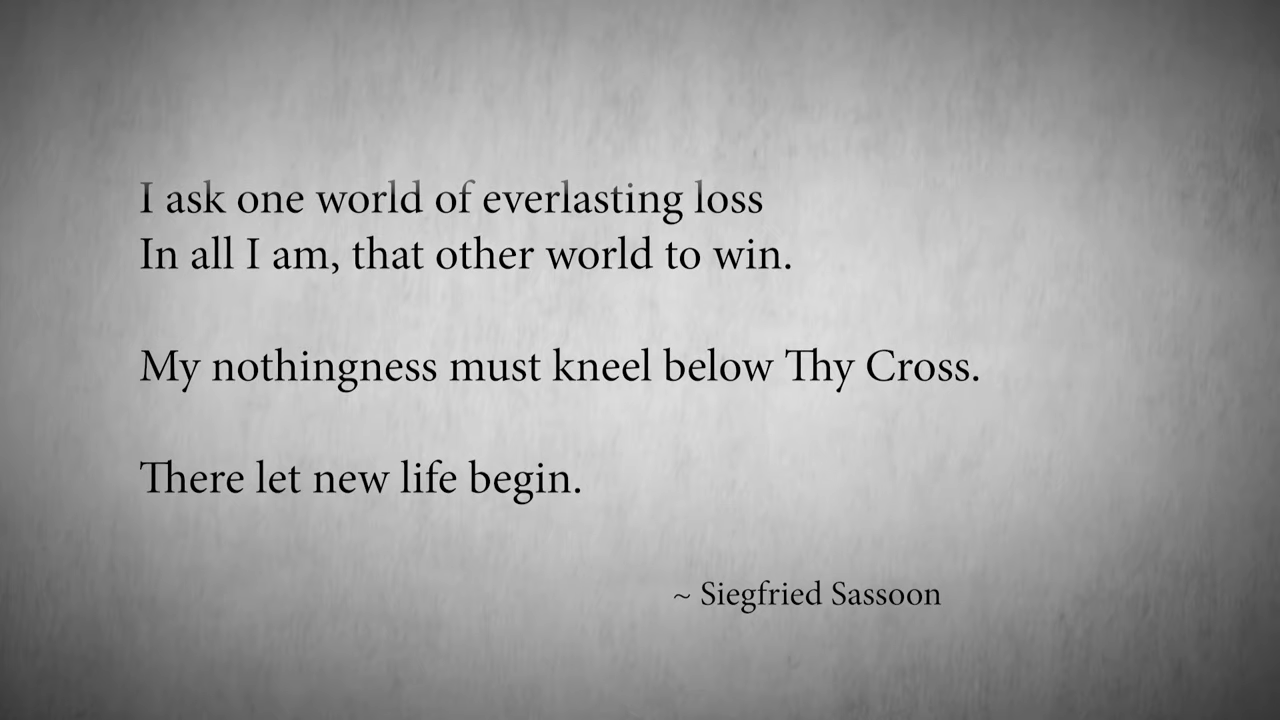 I ask one world of everlasting loss
In all I am, that other world to win.
My nothingness must kneel below Thy Cross.
There let new life begin.
~ Siegfried Sassoon